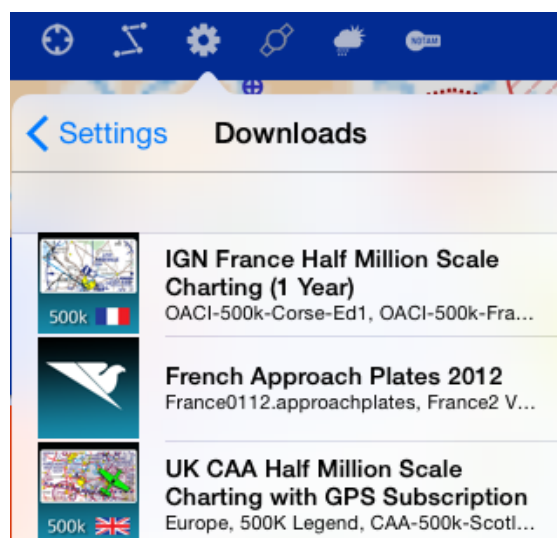 NOTAM
Settings
Downloads
IGN France Half Million Scale
Charting (1 Year)
OACI-500k-Corse-Ed1, OACI-500k-Fra...
500k
French Approach Plates 2012
France0112.approachplates, France2 V...
UK CAA Half Million Scale
Charting with GPS Subscription
Europe, 500K Legend, CAA-500k-Scotl...
500k